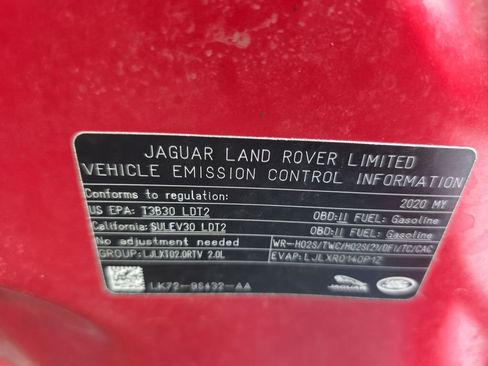 JAGUAR LAND ROVER LIMITED
VEHICLE EMISSION CONTROL INFORMATION
Conforms to regulation: 2020 MY
US EPA: T3B30 LDT2 OBD:II FUEL: Gasoline
California: SULEV30 LDT2 OBD:II FUEL: Gasoline
No adjustment needed WR-HO2S/TWC/HO2S(2)/DFI/TC/CAC
GROUP: LJLXT02.0RTV 2.0L EVAP: LJLXR0140P1Z
LK72-9S432-AA JAGUAR